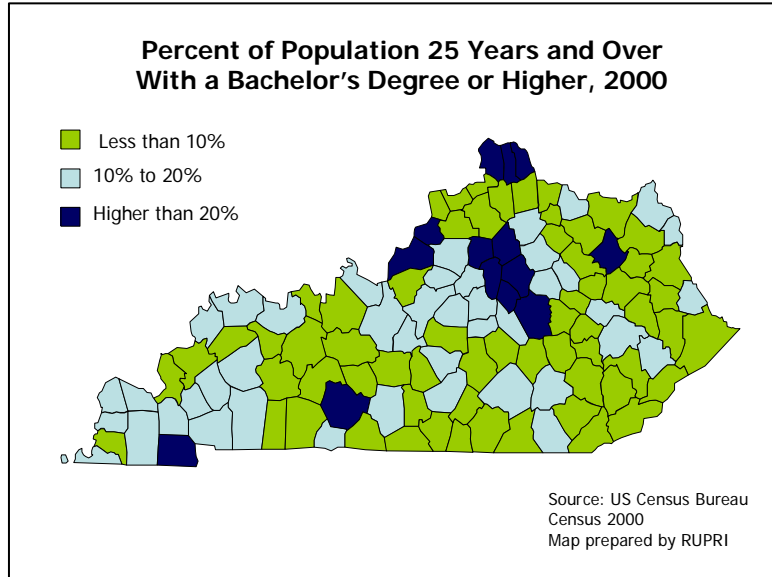 Percent of Population 25 Years and Over
With a Bachelor's Degree or Higher, 2000
Less than 10%
10% to 20%
Higher than 20%
Source: US Census Bureau
Census 2000
Map prepared by RUPRI